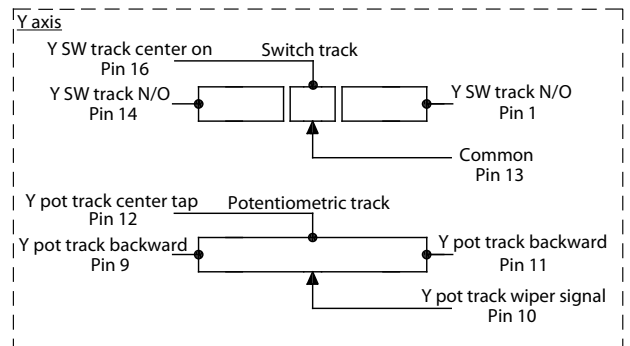 Y axis
Y SW track center on
Pin 16
Switch track
Y SW track N/O
Pin 14
Y SW track N/O
Pin 1
Common
Pin 13
Y pot track center tap
Pin 12
Potentiometric track
Y pot track backward
Pin 9
Y pot track backward
Pin 11
Y pot track wiper signal
Pin 10